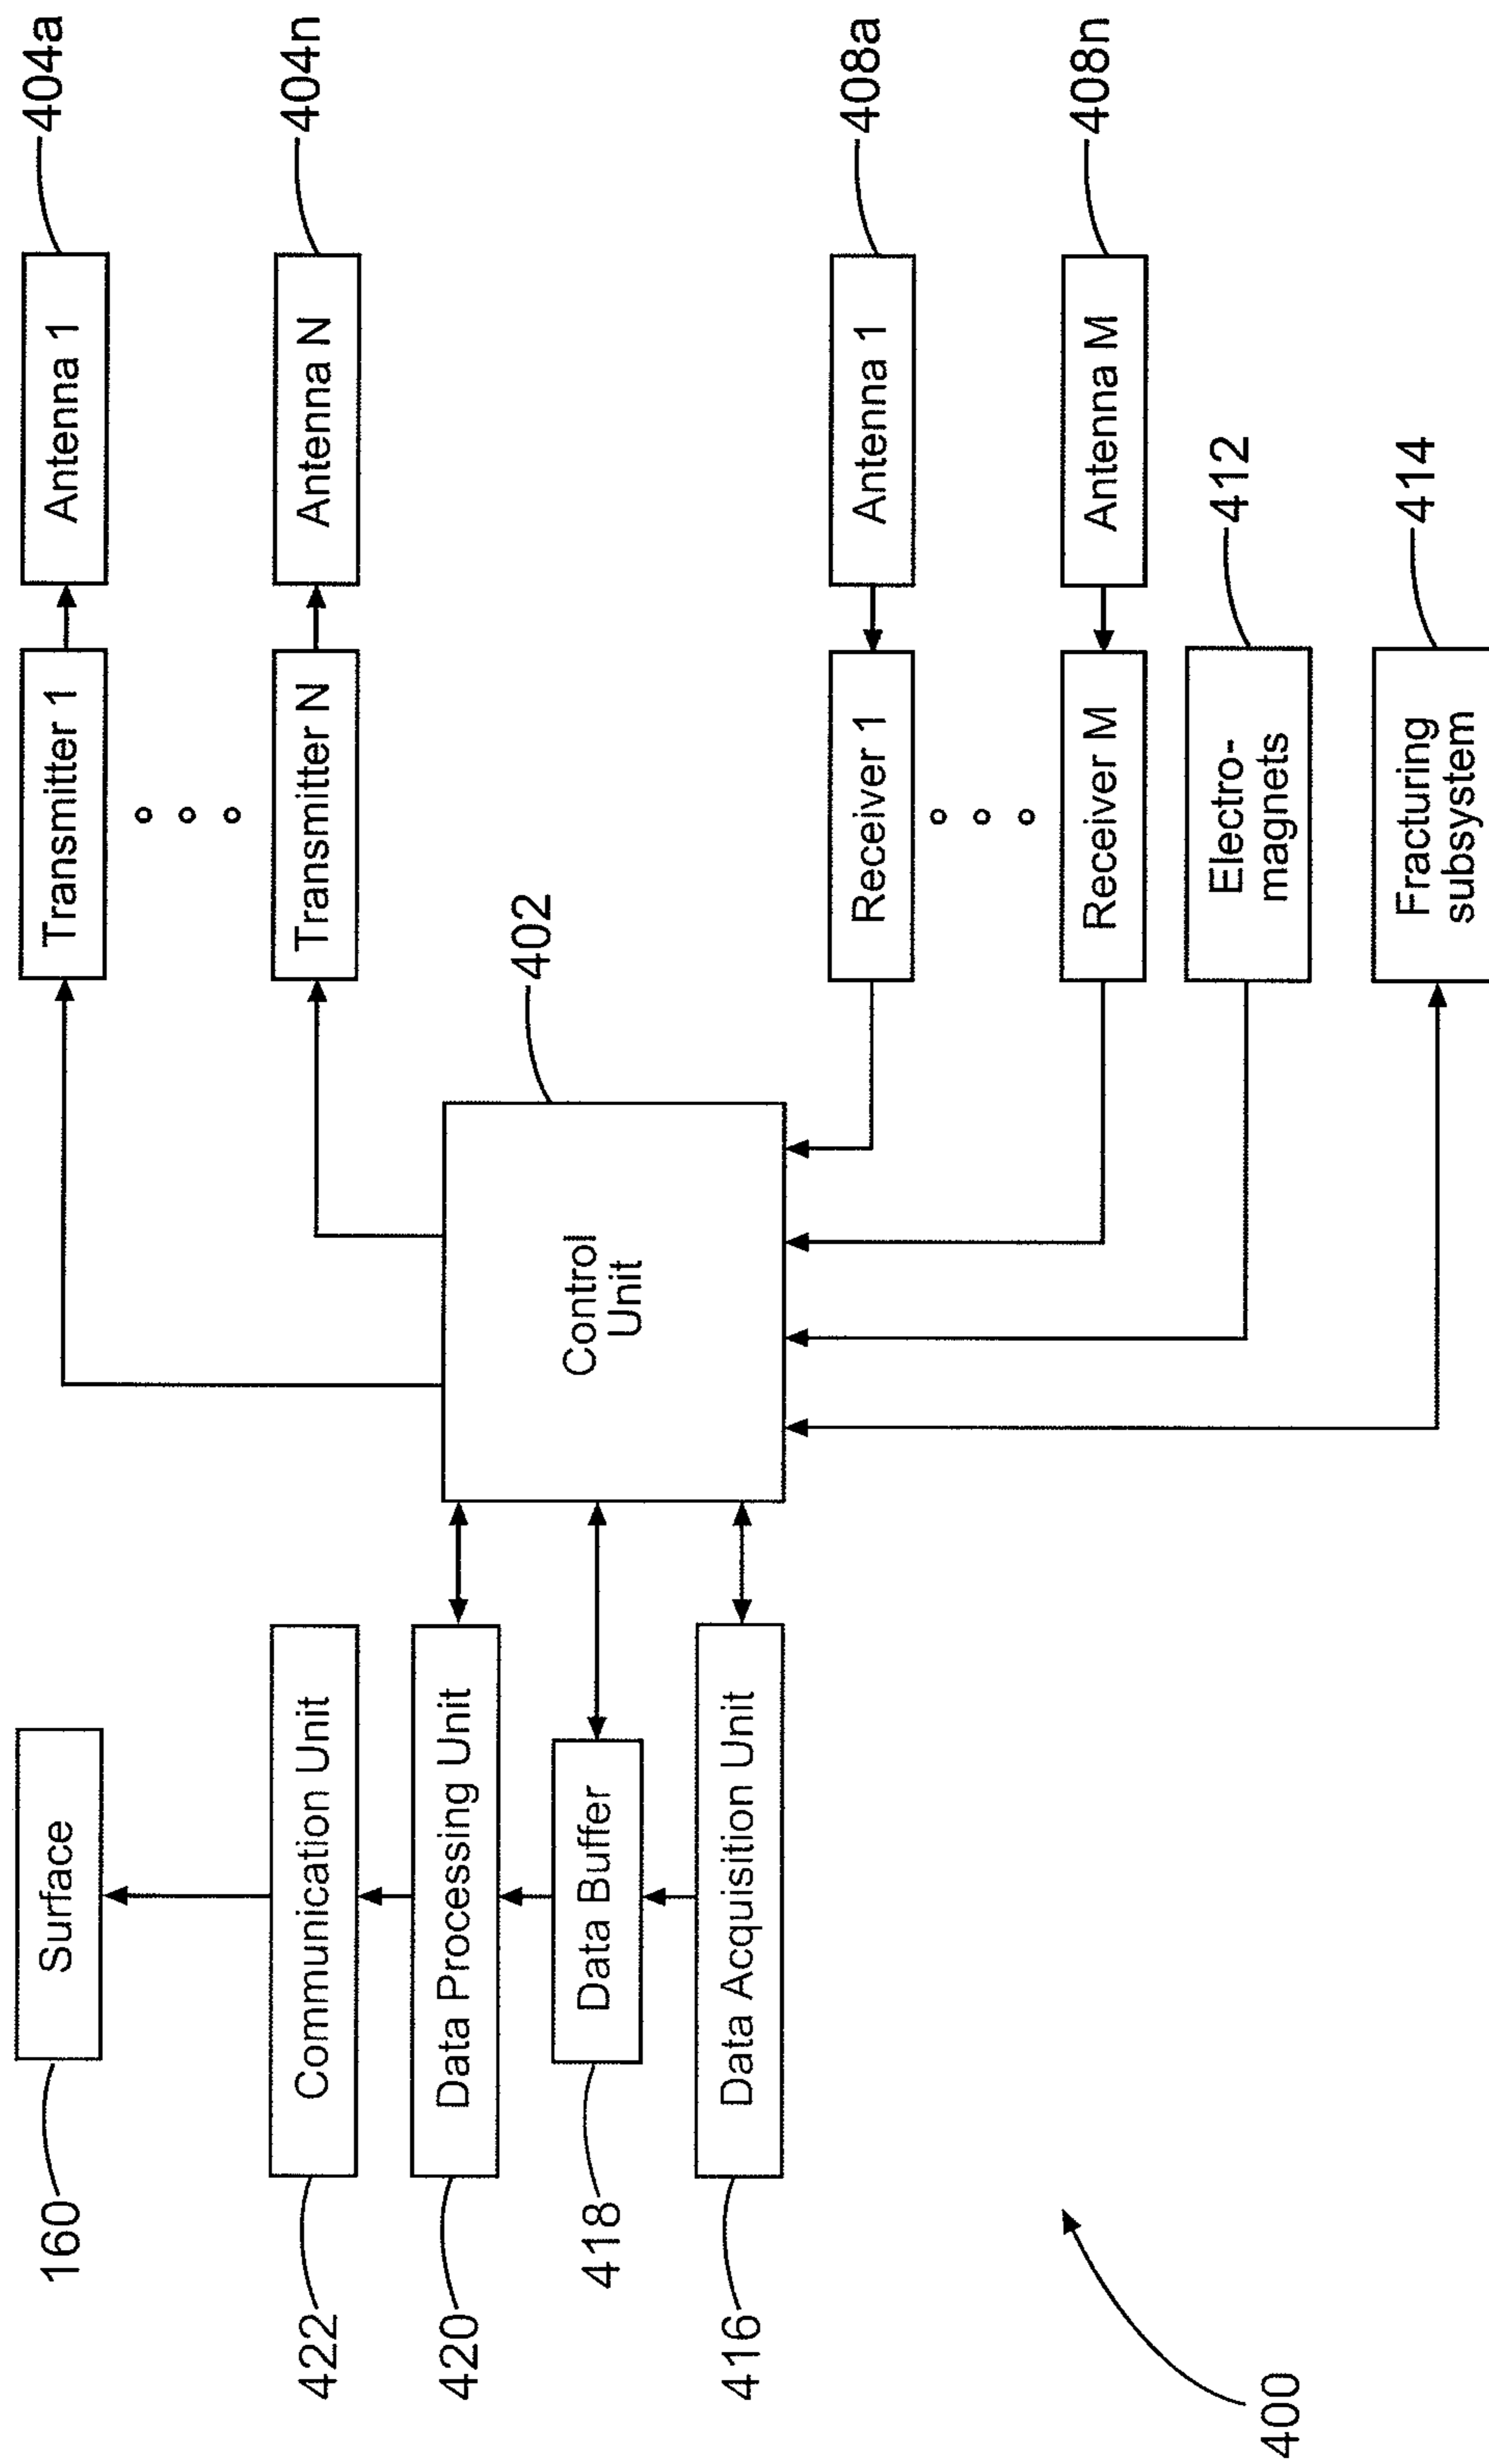 160
Surface
422
Communication Unit
420
Data Processing Unit
418
Data Buffer
416
Data Acquisition Unit
400
402
Control
Unit
Transmitter 1
Antenna 1
404a
Transmitter N
Antenna N
404n
Receiver 1
Antenna 1
408a
Receiver M
Antenna M
408n
Electro-
magnets
412
Fracturing
subsystem
414